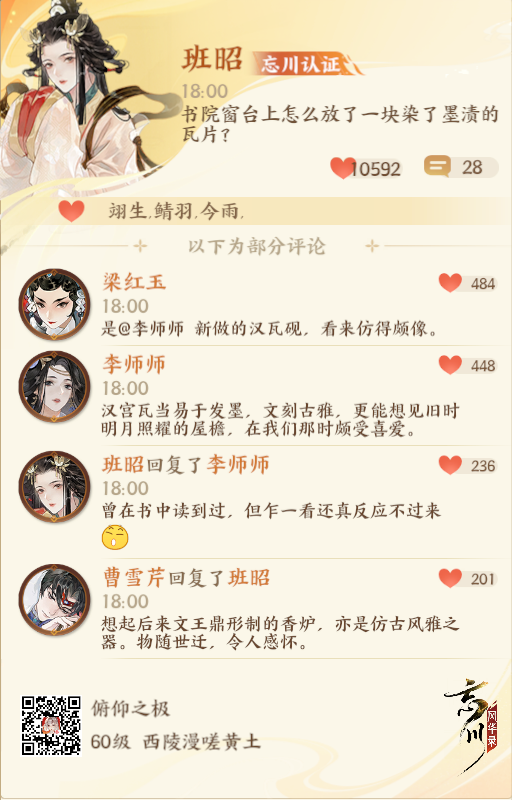 班昭 忘川认证
18:00
书院窗台上怎么放了一块染了墨渍的
瓦片？
10592 28
翊生,鲭羽,今雨,
以下为部分评论
梁红玉
484
18:00
是@李师师 新做的汉瓦砚，看来仿得颇像。
李师师
448
18:00
汉宫瓦当易于发墨，文刻古雅，更能想见旧时
明月照耀的屋檐，在我们那时颇受喜爱。
班昭回复了李师师
236
18:00
曾在书中读到过，但乍一看还真反应不过来
曹雪芹回复了班昭
201
18:00
想起后来文王鼎形制的香炉，亦是仿古风雅之
器。物随世迁，令人感怀。
俯仰之极
60级 西陵漫嗟黄土
忘川
风华录